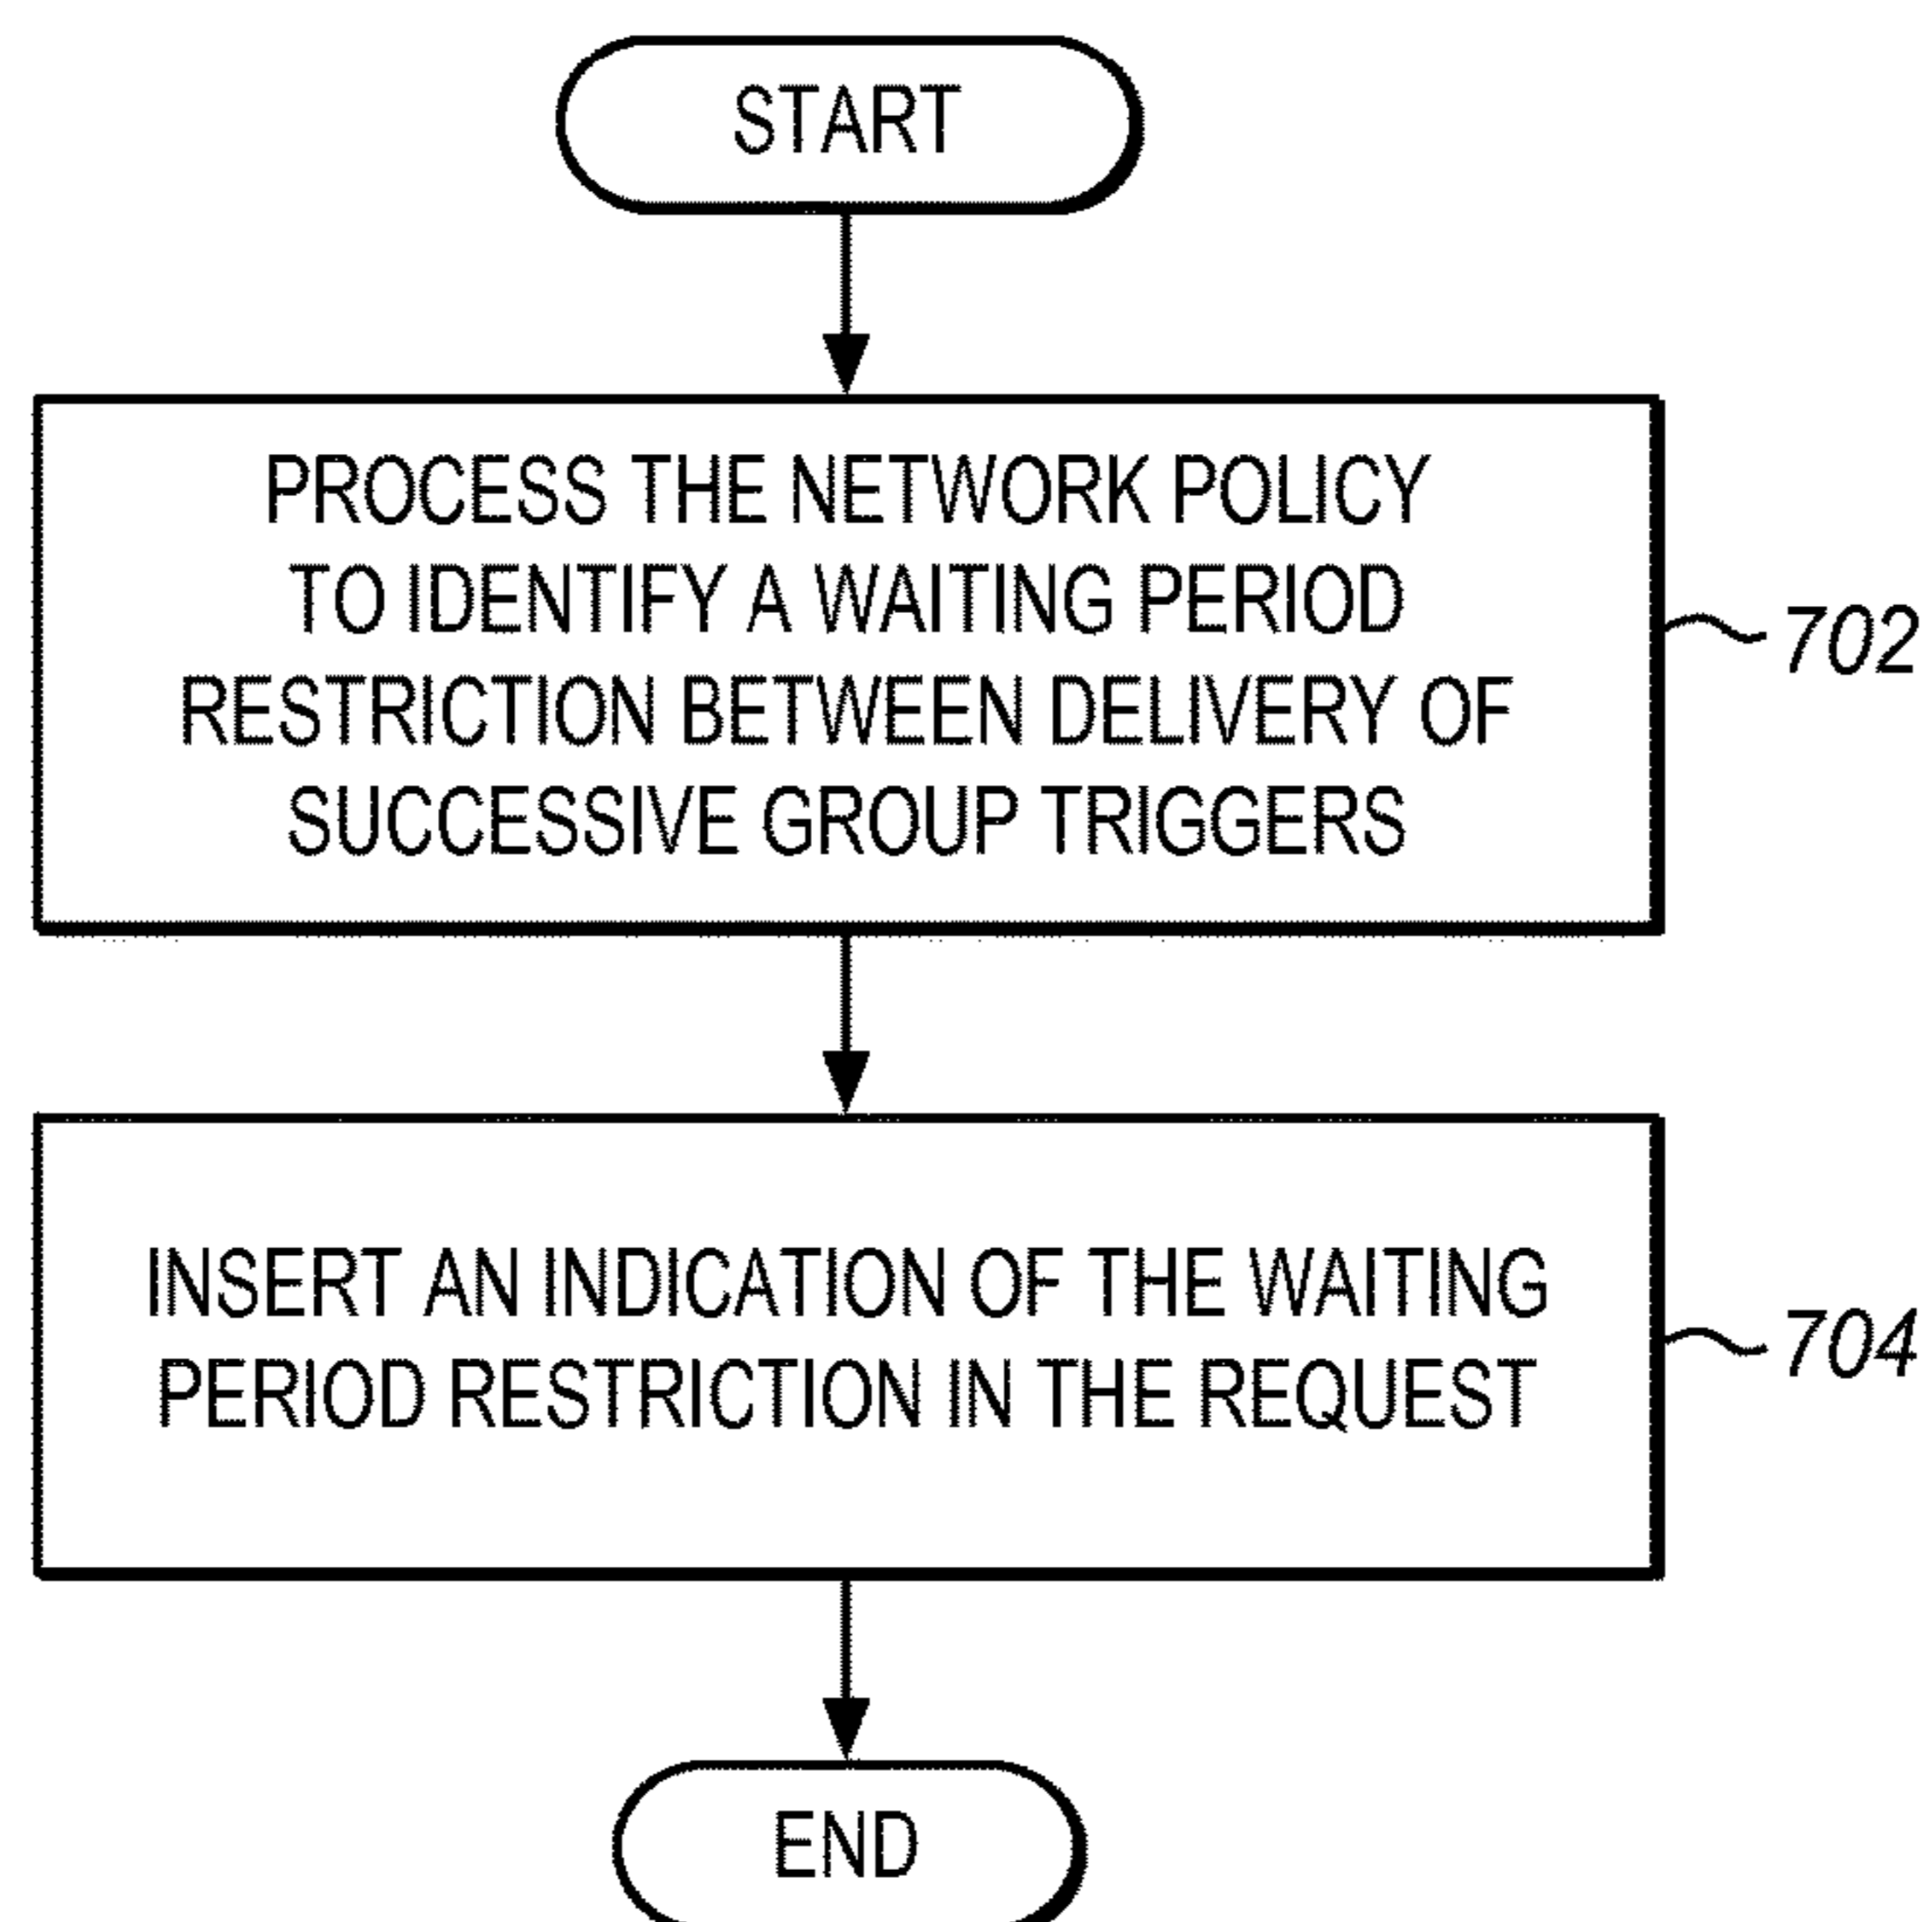 START
PROCESS THE NETWORK POLICY
TO IDENTIFY A WAITING PERIOD
RESTRICTION BETWEEN DELIVERY OF
SUCCESSIVE GROUP TRIGGERS
702
INSERT AN INDICATION OF THE WAITING
PERIOD RESTRICTION IN THE REQUEST
704
END